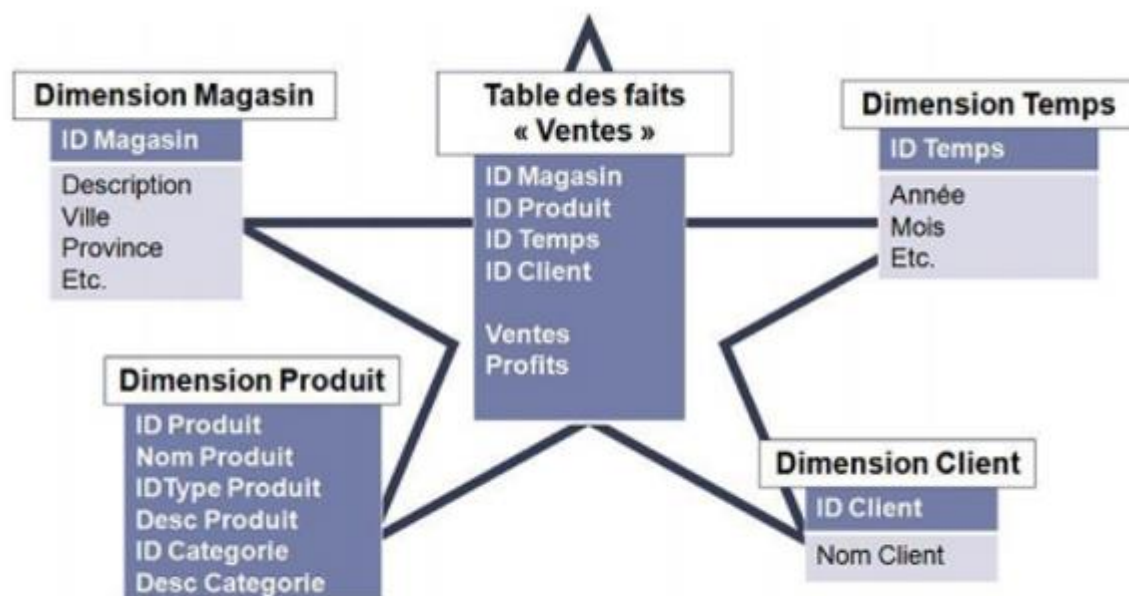 Dimension Magasin
ID Magasin
Description
Ville
Province
Etc.
Table des faits
« Ventes »
ID Magasin
ID Produit
ID Temps
ID Client
Ventes
Profits
Dimension Temps
ID Temps
Année
Mois
Etc.
Dimension Produit
ID Produit
Nom Produit
IDType Produit
Desc Produit
ID Categorie
Desc Categorie
Dimension Client
ID Client
Nom Client